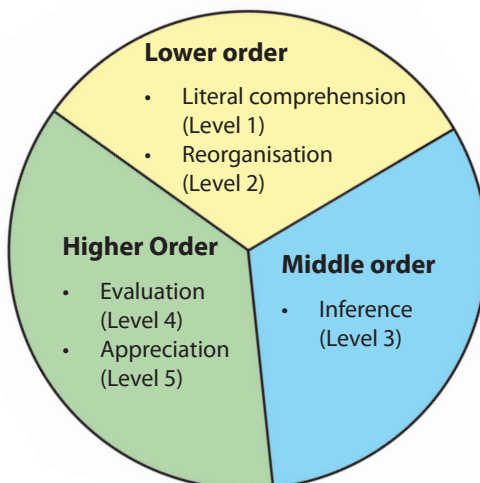 Lower order
• Literal comprehension
(Level 1)
• Reorganisation
(Level 2)
Higher Order
• Evaluation
(Level 4)
• Appreciation
(Level 5)
Middle order
• Inference
(Level 3)